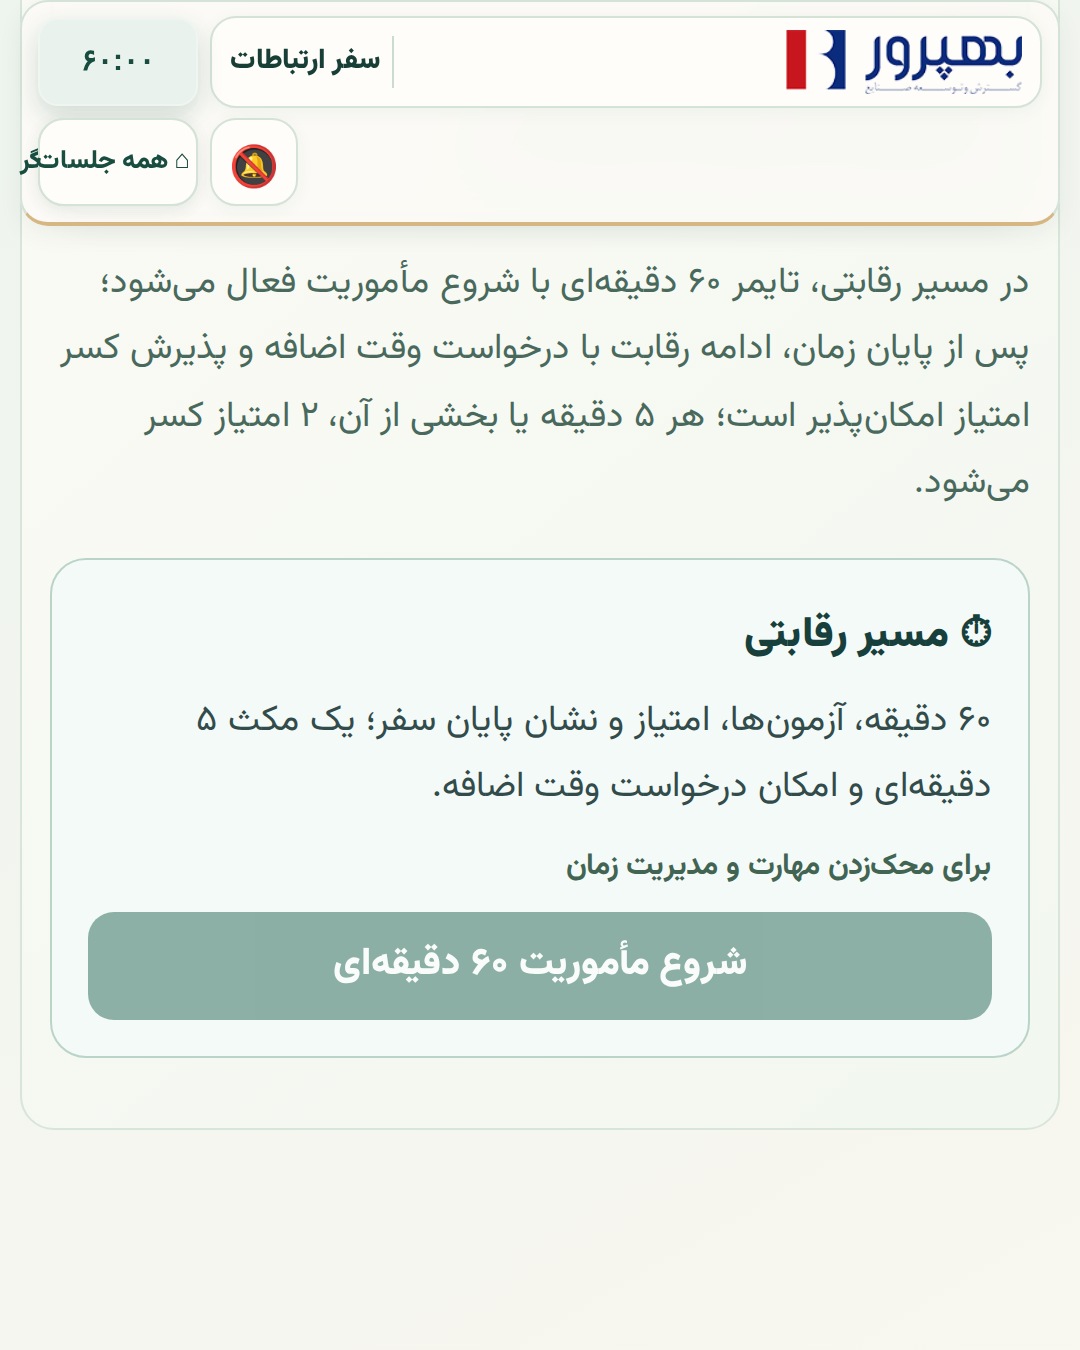 بهپرور
گسترش و توسعه صنایع
سفر ارتباطات
۶۰:۰۰
⌂ همه جلسات
در مسیر رقابتی، تایمر ۶۰ دقیقه‌ای با شروع مأموریت فعال می‌شود؛
پس از پایان زمان، ادامه رقابت با درخواست وقت اضافه و پذیرش کسر
امتیاز امکان‌پذیر است؛ هر ۵ دقیقه یا بخشی از آن، ۲ امتیاز کسر
می‌شود.
⏱ مسیر رقابتی
۶۰ دقیقه، آزمون‌ها، امتیاز و نشان پایان سفر؛ یک مکث ۵
دقیقه‌ای و امکان درخواست وقت اضافه.
برای محک‌زدن مهارت و مدیریت زمان
شروع مأموریت ۶۰ دقیقه‌ای